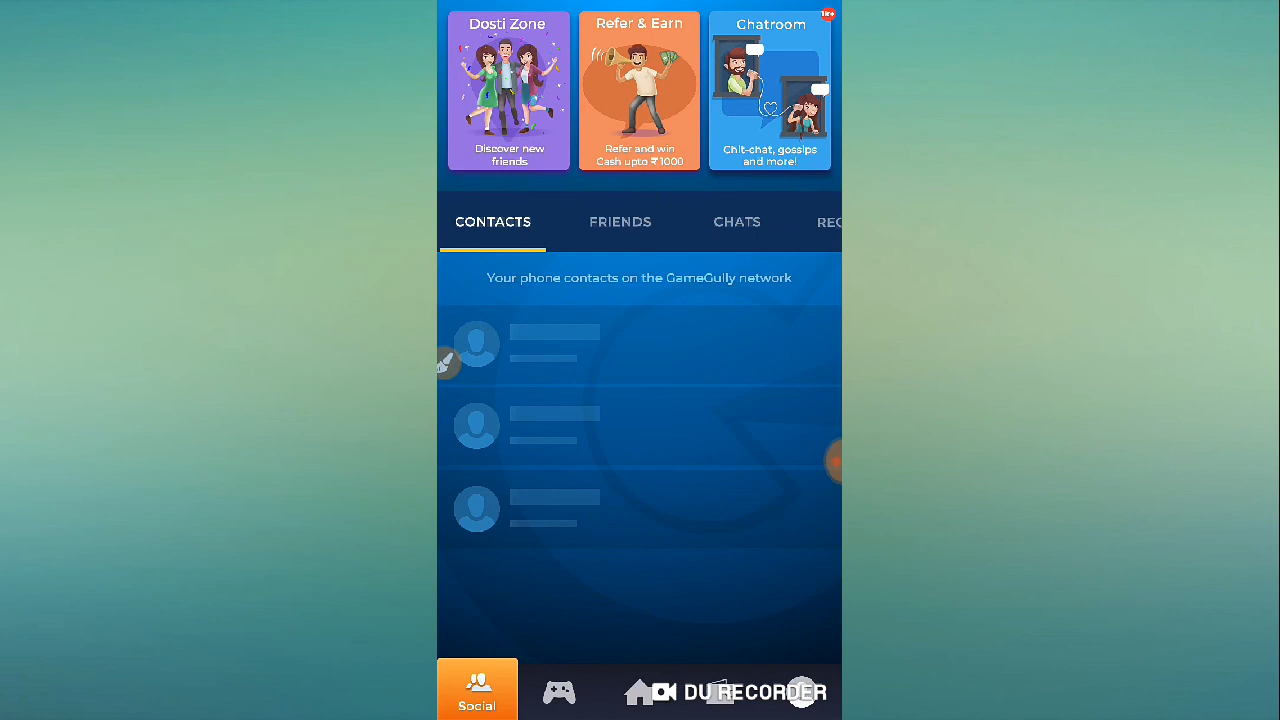 Dosti Zone
Discover new
friends
Refer & Earn
Refer and win
Cash upto ₹1000
Chatroom
Chit-chat, gossips
and more!
CONTACTS FRIENDS CHATS REC
Your phone contacts on the GameGully network
Social
DU RECORDER